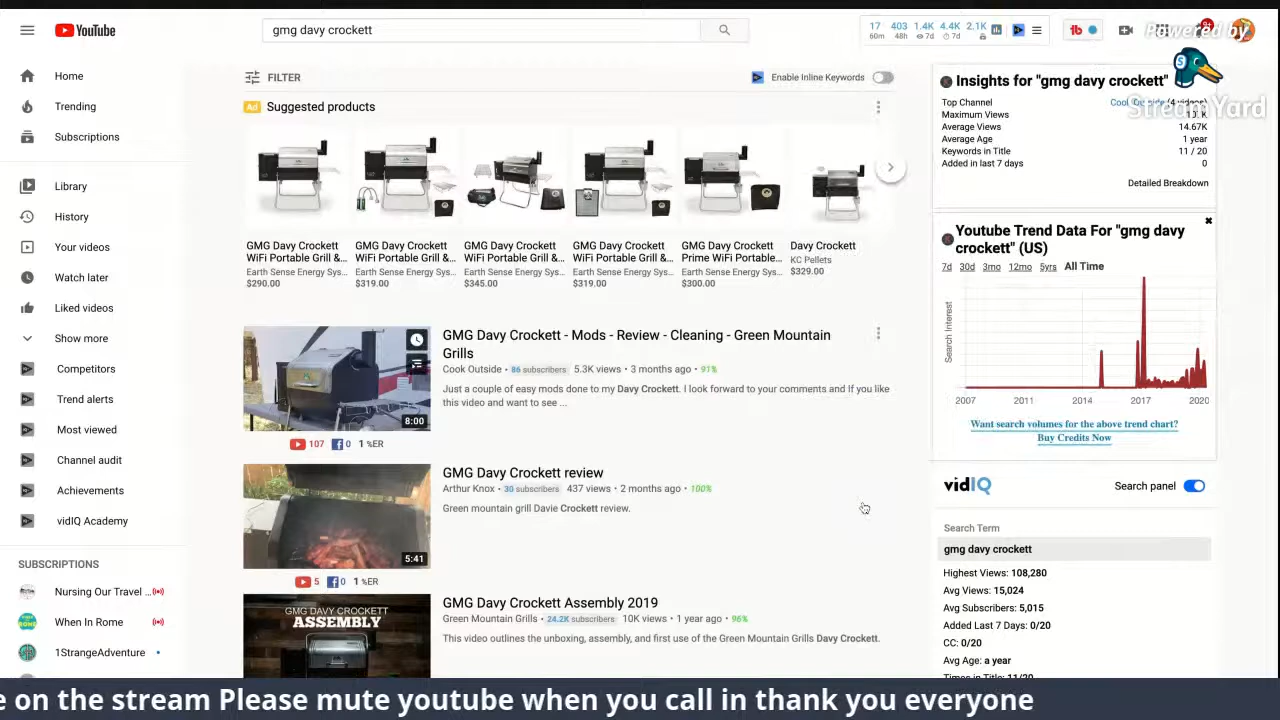 YouTube
gmg davy crockett
17 403 1.4K 4.4K 2.1K
60m 48h 7d 7d
9+
Powered by
StreamYard
Home
Trending
Subscriptions
Library
History
Your videos
Watch later
Liked videos
Show more
Competitors
Trend alerts
Most viewed
Channel audit
Achievements
vidIQ Academy
SUBSCRIPTIONS
Nursing Our Travel ...
When In Rome
1StrangeAdventure
FILTER
Enable Inline Keywords
Ad Suggested products
GMG Davy Crockett WiFi Portable Grill &...
Earth Sense Energy Sys...
$290.00
GMG Davy Crockett WiFi Portable Grill &...
Earth Sense Energy Sys...
$319.00
GMG Davy Crockett WiFi Portable Grill &...
Earth Sense Energy Sys...
$345.00
GMG Davy Crockett WiFi Portable Grill &...
Earth Sense Energy Sys...
$319.00
GMG Davy Crockett Prime WiFi Portable...
Earth Sense Energy Sys...
$300.00
Davy Crockett
KC Pellets
$329.00
GMG Davy Crockett - Mods - Review - Cleaning - Green Mountain
Grills
Cook Outside • 86 subscribers 5.3K views • 3 months ago • 91%
Just a couple of easy mods done to my Davy Crockett. I look forward to your comments and If you like
this video and want to see ...
8:00
107 0 1 %ER
GMG Davy Crockett review
Arthur Knox • 30 subscribers 437 views • 2 months ago • 100%
Green mountain grill Davie Crockett review.
5:41
5 0 1 %ER
GMG DAVY CROCKETT
ASSEMBLY
GMG Davy Crockett Assembly 2019
Green Mountain Grills • 24.2K subscribers 10K views • 1 year ago • 96%
This video outlines the unboxing, assembly, and first use of the Green Mountain Grills Davy Crockett.
Insights for "gmg davy crockett"
Top Channel
Maximum Views
Average Views 14.67K
Average Age 1 year
Keywords in Title 11 / 20
Added in last 7 days 0
Detailed Breakdown
Youtube Trend Data For "gmg
davy crockett" (US)
7d 30d 3mo 12mo 5yrs All Time
Search Interest
2007 2011 2014 2017 2020
Want search volumes for the above trend chart?
Buy Credits Now
vidIQ
Search panel
Search Term
gmg davy crockett
Highest Views: 108,280
Avg Views: 15,024
Avg Subscribers: 5,015
Added Last 7 Days: 0/20
CC: 0/20
Avg Age: a year
Times in Title: 11/20
e on the stream Please mute youtube when you call in thank you everyone